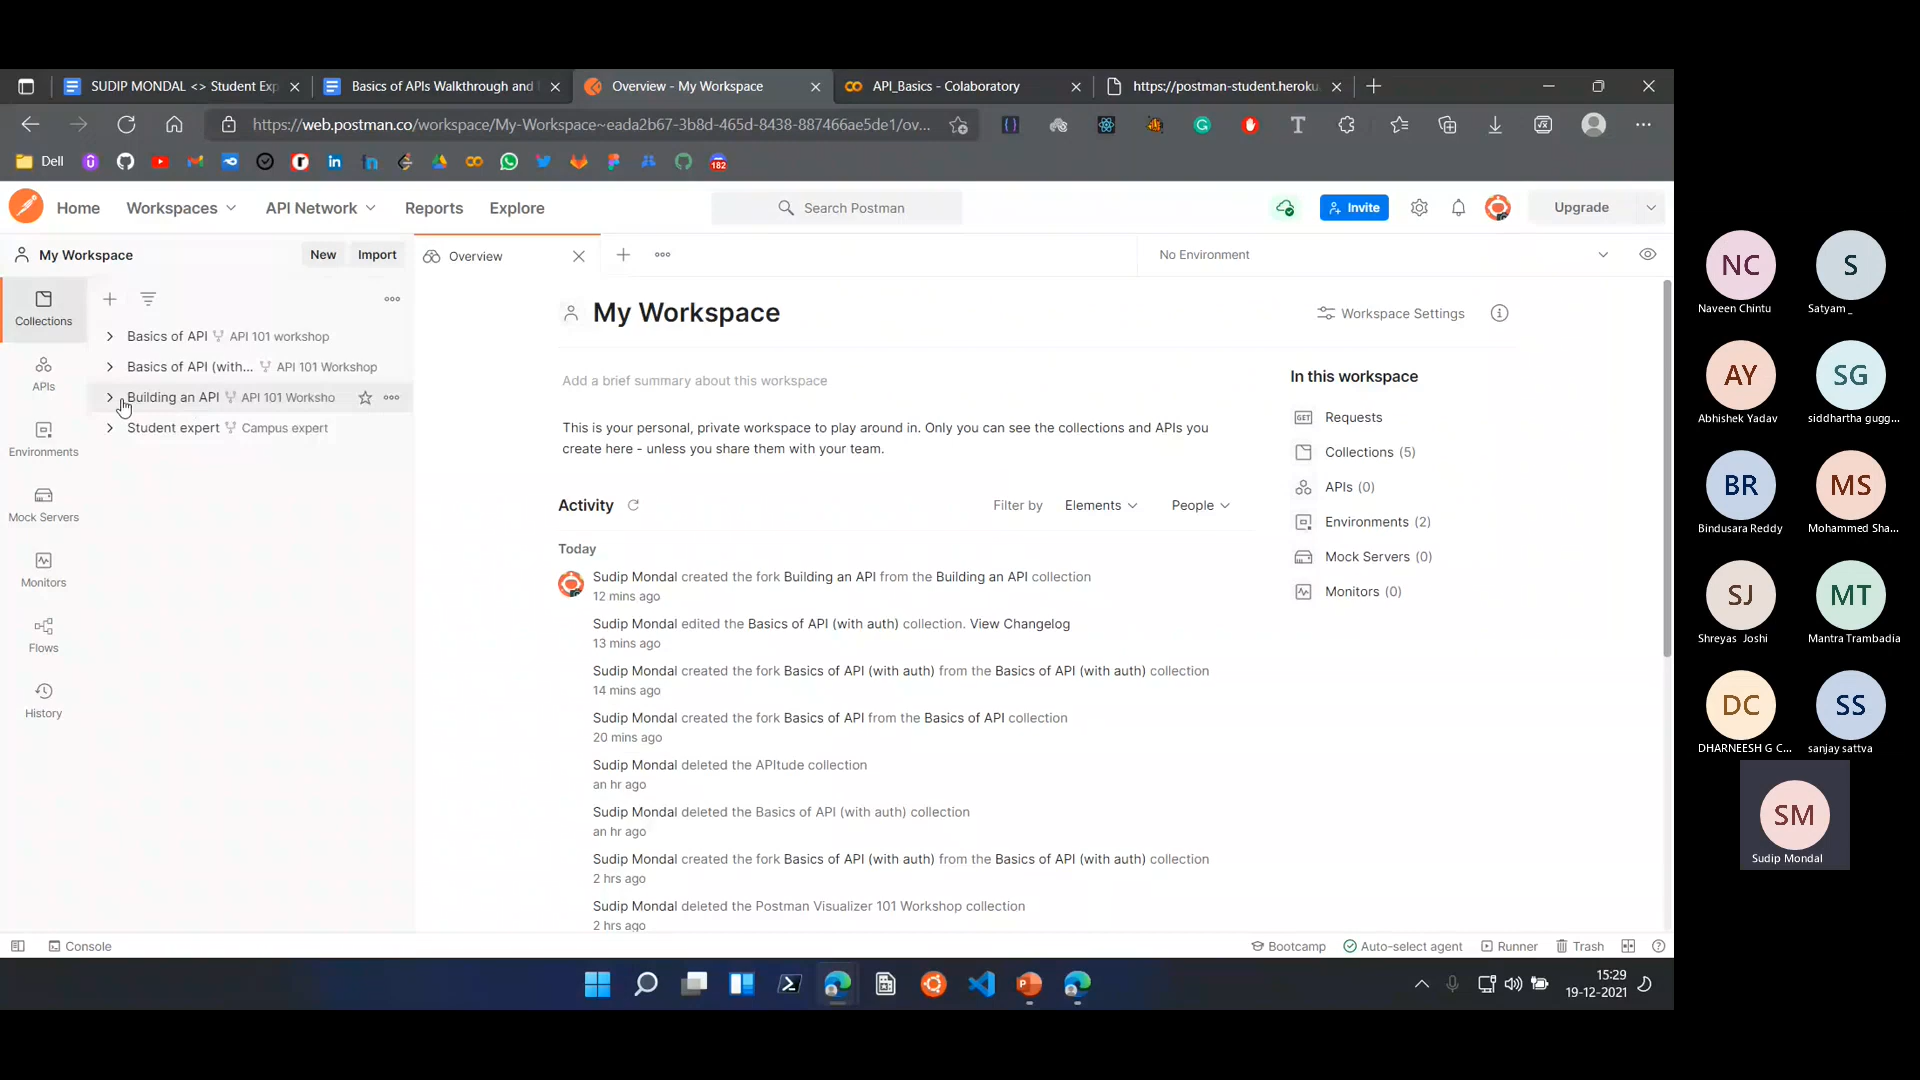 SUDIP MONDAL <> Student Exp
Basics of APIs Walkthrough and
Overview - My Workspace
API_Basics - Colaboratory
https://postman-student.heroku
https://web.postman.co/workspace/My-Workspace~eada2b67-3b8d-465d-8438-887466ae5de1/ov...
Dell
182
Home
Workspaces
API Network
Reports
Explore
Search Postman
Invite
Upgrade
My Workspace
New
Import
Overview
No Environment
Collections
APIs
Environments
Mock Servers
Monitors
Flows
History
Basics of API API 101 workshop
Basics of API (with... API 101 Workshop
Building an API API 101 Worksho
Student expert Campus expert
My Workspace
Workspace Settings
Add a brief summary about this workspace
This is your personal, private workspace to play around in. Only you can see the collections and APIs you
create here - unless you share them with your team.
Activity
Filter by
Elements
People
Today
Sudip Mondal created the fork Building an API from the Building an API collection
12 mins ago
Sudip Mondal edited the Basics of API (with auth) collection. View Changelog
13 mins ago
Sudip Mondal created the fork Basics of API (with auth) from the Basics of API (with auth) collection
14 mins ago
Sudip Mondal created the fork Basics of API from the Basics of API collection
20 mins ago
Sudip Mondal deleted the APItude collection
an hr ago
Sudip Mondal deleted the Basics of API (with auth) collection
an hr ago
Sudip Mondal created the fork Basics of API (with auth) from the Basics of API (with auth) collection
2 hrs ago
Sudip Mondal deleted the Postman Visualizer 101 Workshop collection
2 hrs ago
In this workspace
GET Requests
Collections (5)
APIs (0)
Environments (2)
Mock Servers (0)
Monitors (0)
Console
Bootcamp
Auto-select agent
Runner
Trash
15:29
19-12-2021
NC
Naveen Chintu
S
Satyam _
AY
Abhishek Yadav
SG
siddhartha gugg...
BR
Bindusara Reddy
MS
Mohammed Sha...
SJ
Shreyas Joshi
MT
Mantra Trambadia
DC
DHARNEESH G C...
SS
sanjay sattva
SM
Sudip Mondal